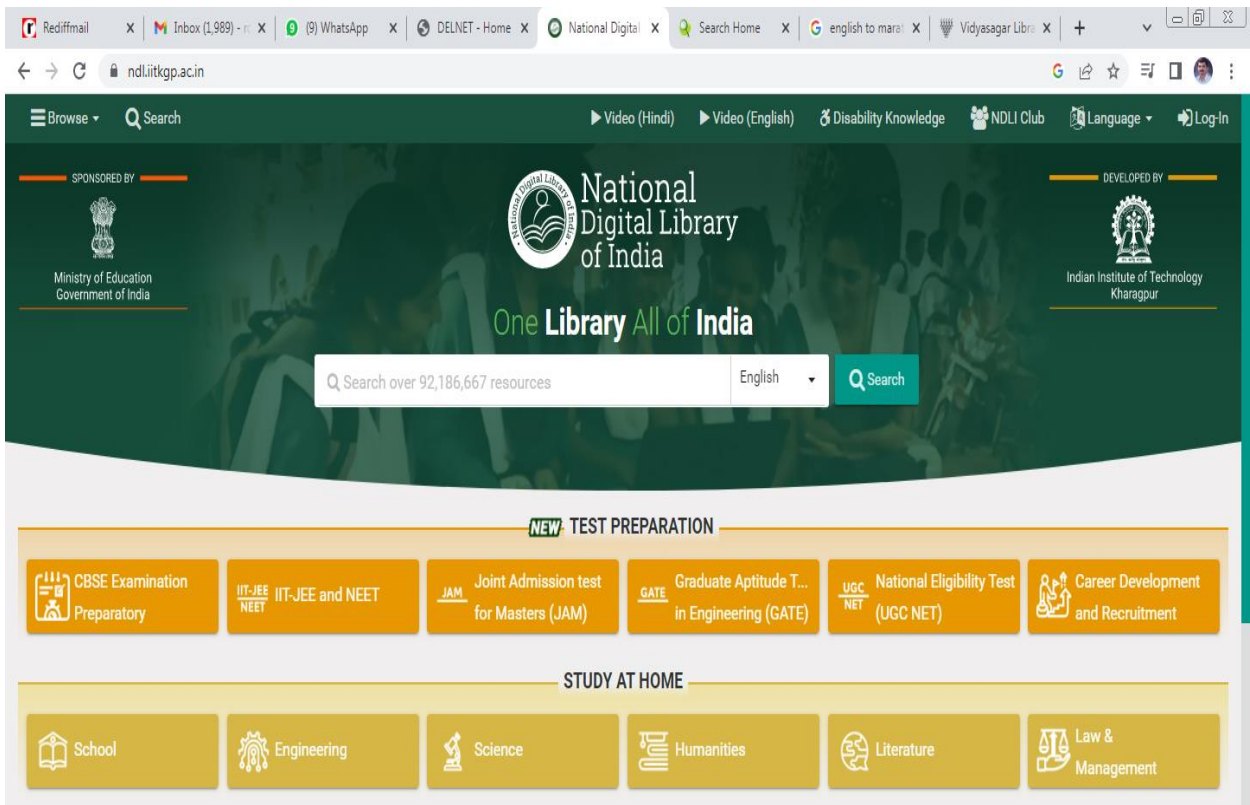 Rediffmail
Inbox (1,989) - r
(9) WhatsApp
DELNET - Home
National Digital
Search Home
english to marat
Vidyasagar Libra
ndl.iitkgp.ac.in
Browse
Search
Video (Hindi)
Video (English)
Disability Knowledge
NDLI Club
Language
Log-In
SPONSORED BY
Ministry of Education
Government of India
National Digital Library of India
National
Digital Library
of India
DEVELOPED BY
Indian Institute of Technology
Kharagpur
One Library All of India
Search over 92,186,667 resources
English
Search
NEW TEST PREPARATION
CBSE Examination
Preparatory
IIT-JEE
NEET
IIT-JEE and NEET
JAM
Joint Admission test
for Masters (JAM)
GATE
Graduate Aptitude T...
in Engineering (GATE)
UGC
NET
National Eligibility Test
(UGC NET)
Career Development
and Recruitment
STUDY AT HOME
School
Engineering
Science
Humanities
Literature
Law &
Management